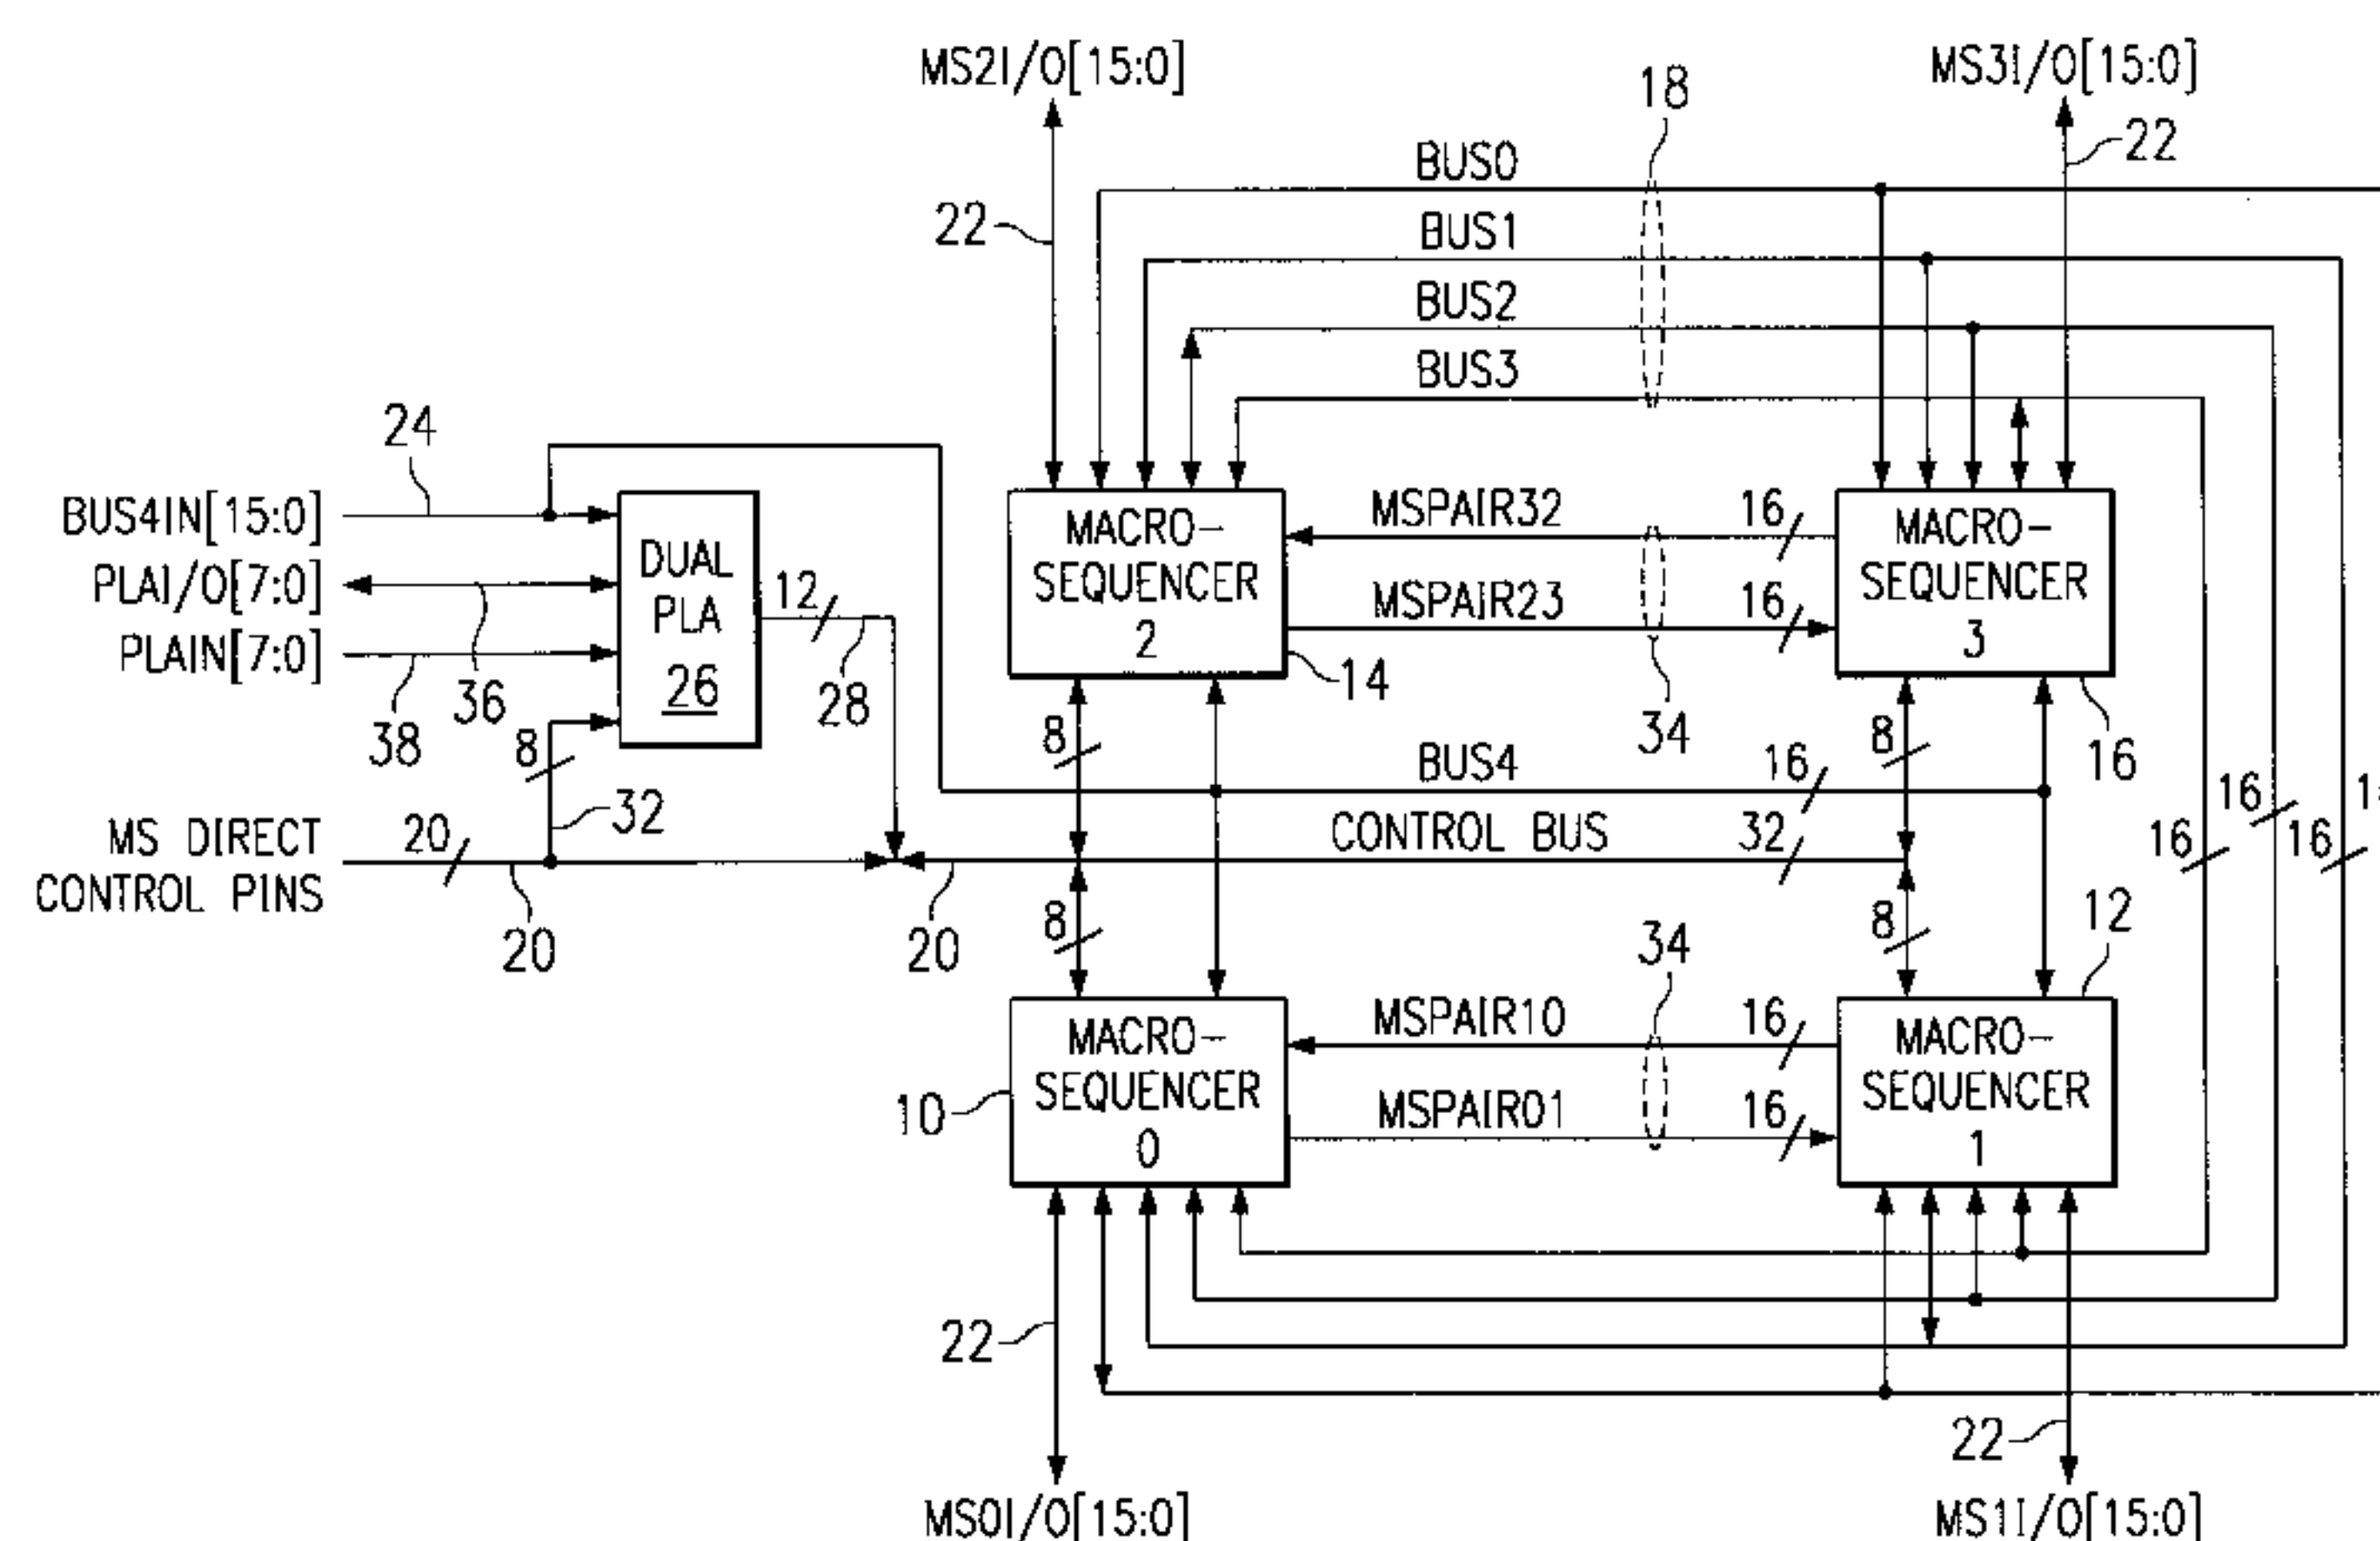 MS2I/O[15:0]
MS3I/O[15:0]
18
22
BUS0
22
BUS1
BUS2
BUS3
24
BUS4IN[15:0]
PLAI/O[7:0]
PLAIN[7:0]
DUAL
PLA
26
12
28
36
38
8
32
MACRO-
SEQUENCER
2
14
MSPAIR32
16
MSPAIR23
16
34
MACRO-
SEQUENCER
3
16
8
8
BUS4
16
16
16
16
MS DIRECT
CONTROL PINS
20
20
CONTROL BUS
32
20
8
8
34
12
MACRO-
SEQUENCER
0
10
MSPAIR10
16
MSPAIR01
16
MACRO-
SEQUENCER
1
22
22
MS0I/O[15:0]
MS1I/O[15:0]